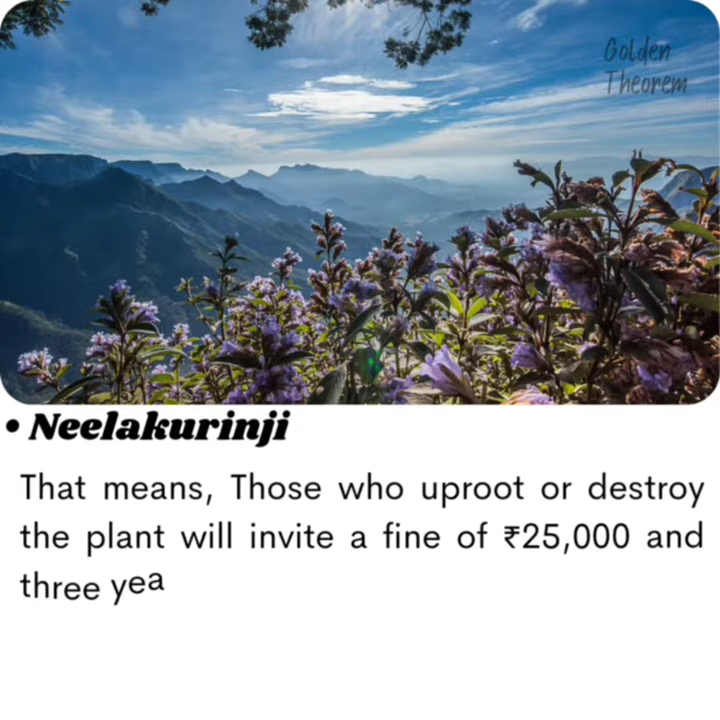 Golden
Theorem
• Neelakurinji
That means, Those who uproot or destroy
the plant will invite a fine of ₹25,000 and
three yea